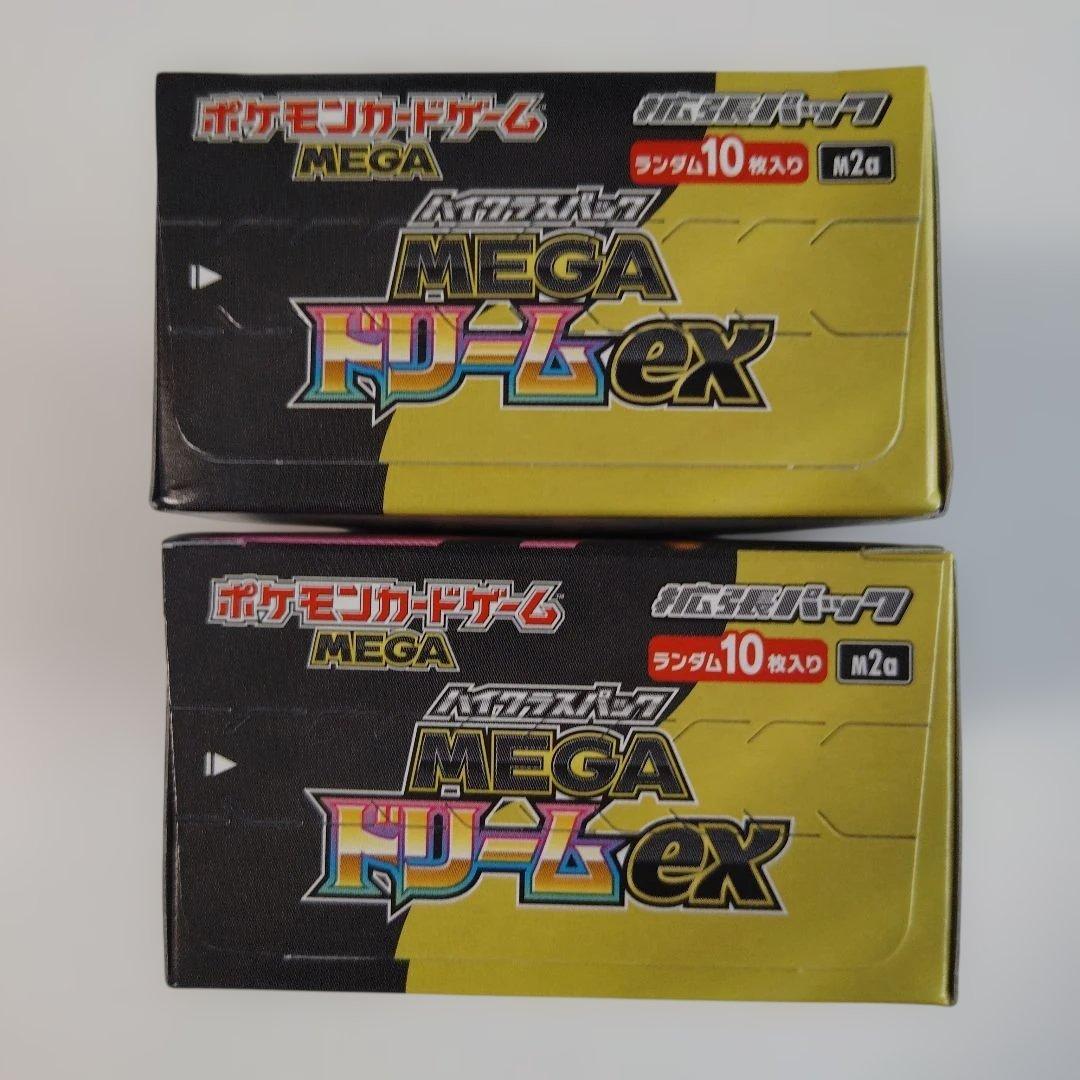 ポケモンカードゲーム
MEGA
拡張パック
ランダム10枚入り
M2a
ハイクラスパック
MEGA
ドリームex
ポケモンカードゲーム
MEGA
拡張パック
ランダム10枚入り
M2a
ハイクラスパック
MEGA
ドリームex